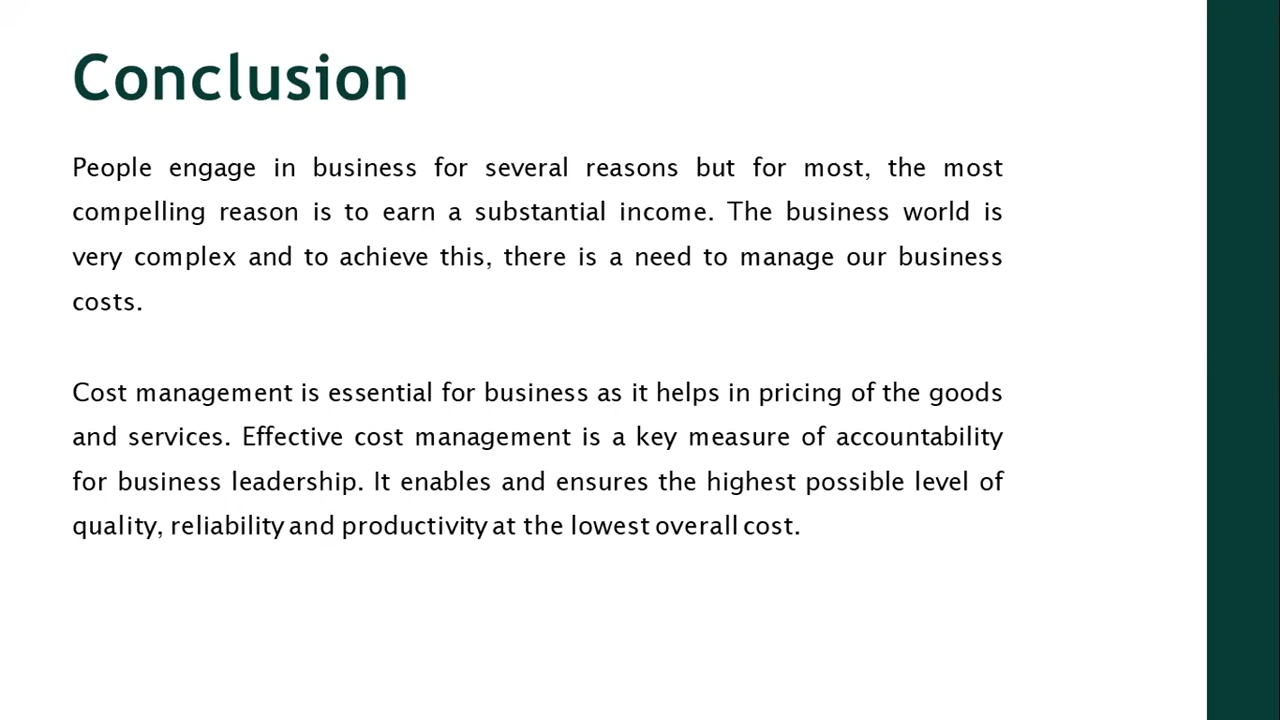 Conclusion
People engage in business for several reasons but for most, the most
compelling reason is to earn a substantial income. The business world is
very complex and to achieve this, there is a need to manage our business
costs.
Cost management is essential for business as it helps in pricing of the goods
and services. Effective cost management is a key measure of accountability
for business leadership. It enables and ensures the highest possible level of
quality, reliability and productivity at the lowest overall cost.